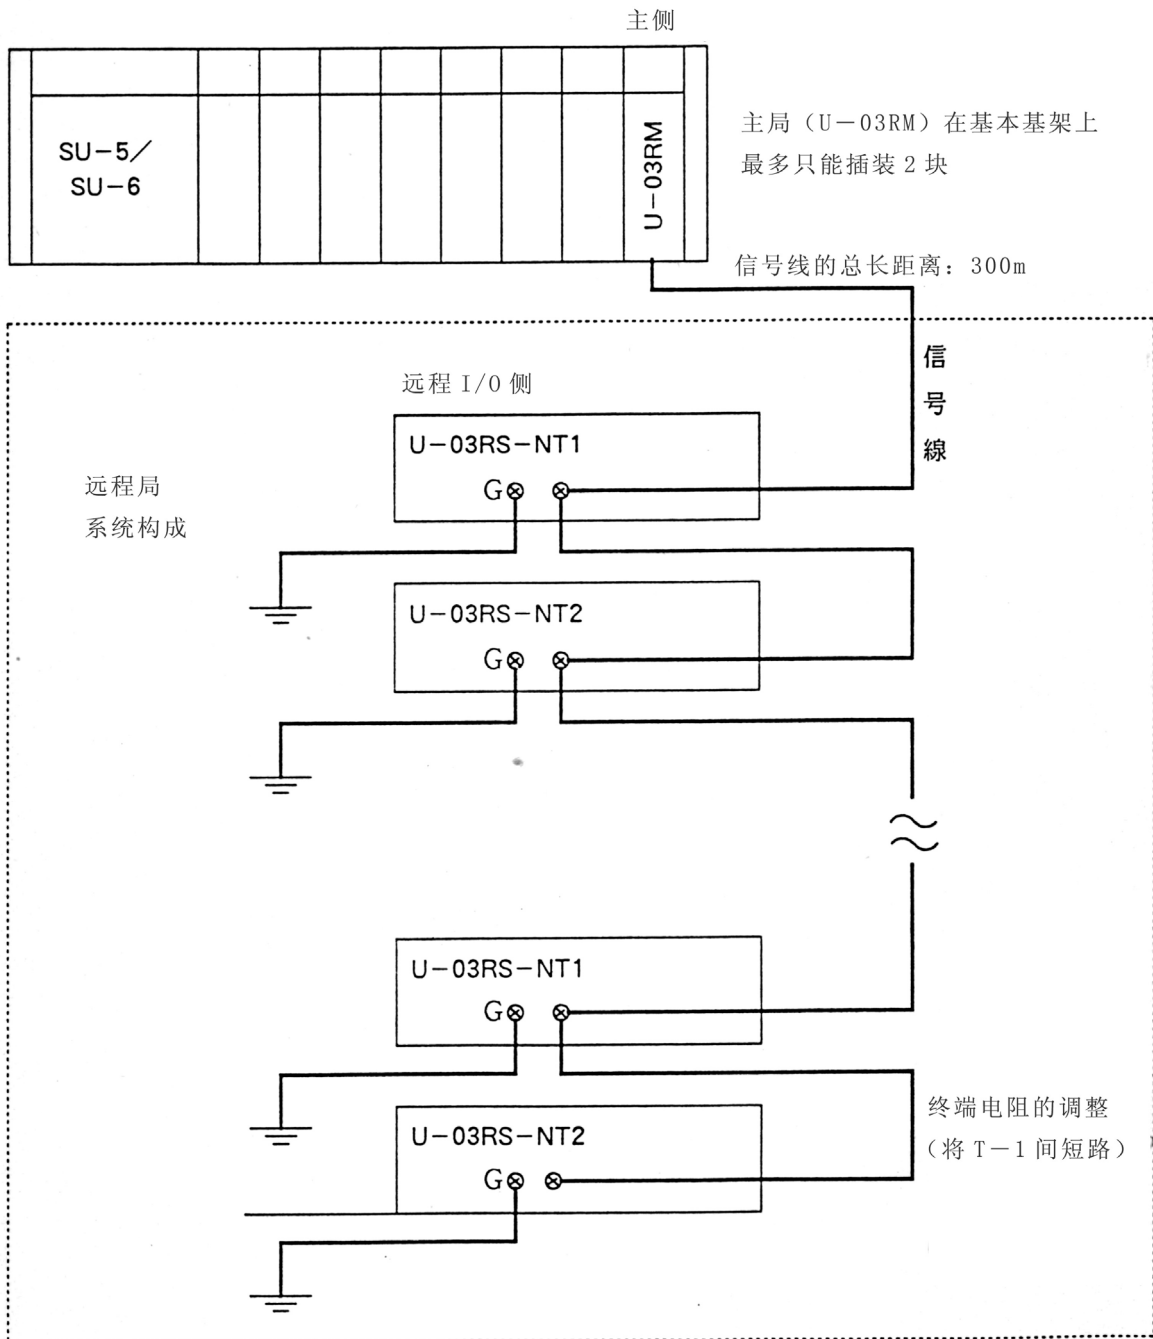 主侧
SU-5/
SU-6
U-03RM
主局（U－03RM）在基本基架上
最多只能插装 2 块
信号线的总长距离：300m
信号線
远程 I/O 侧
U-03RS-NT1
G
远程局
系统构成
U-03RS-NT2
G
U-03RS-NT1
G
终端电阻的调整
（将 T－1 间短路）
U-03RS-NT2
G